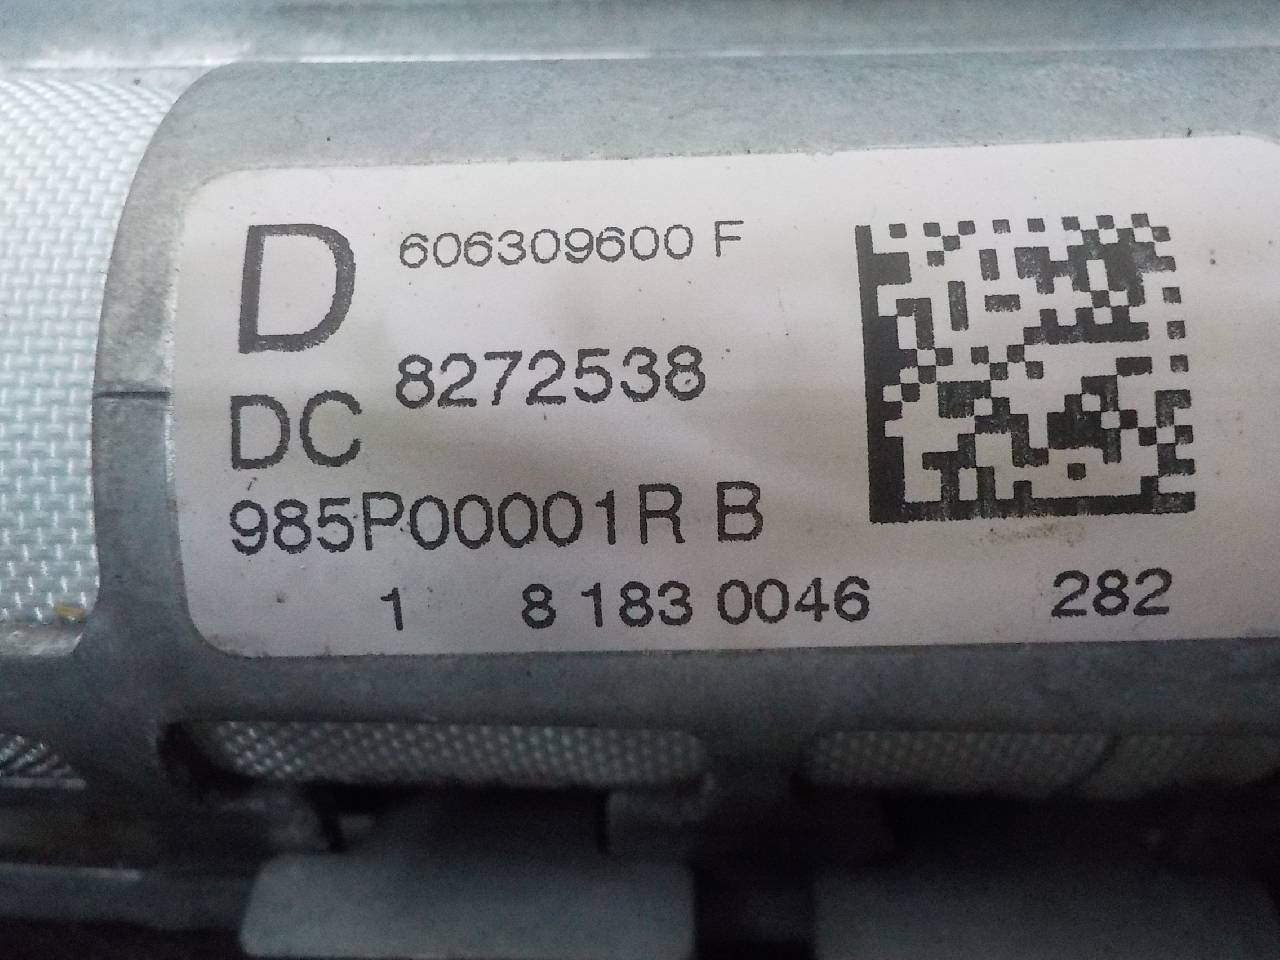 D 606309600 F
8272538
DC
985P00001R B
1 8 183 0046 282